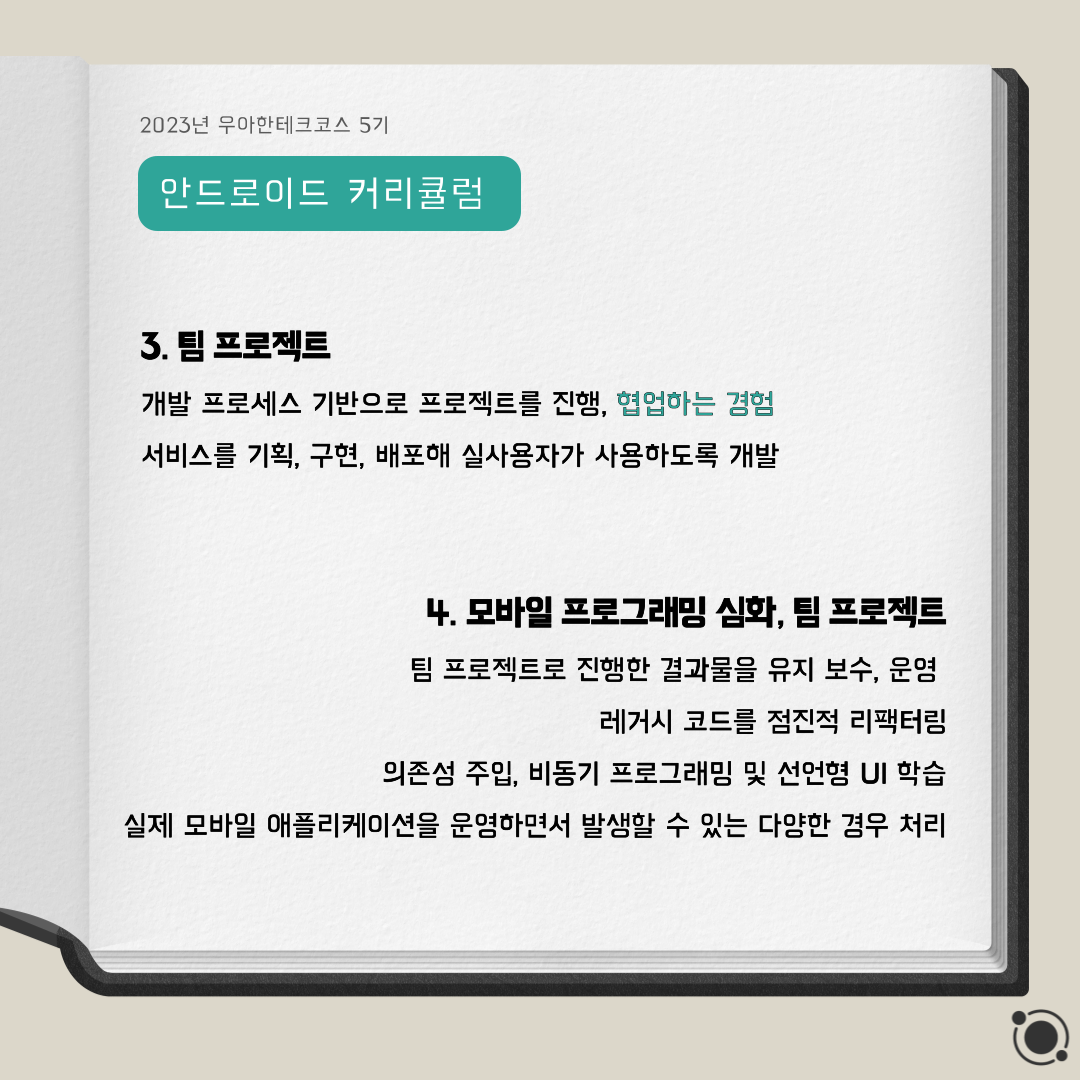 2023년 우아한테크코스 5기
안드로이드 커리큘럼
3. 팀 프로젝트
개발 프로세스 기반으로 프로젝트를 진행, 협업하는 경험
서비스를 기획, 구현, 배포해 실사용자가 사용하도록 개발
4. 모바일 프로그래밍 심화, 팀 프로젝트
팀 프로젝트로 진행한 결과물을 유지 보수, 운영
레거시 코드를 점진적 리팩터링
의존성 주입, 비동기 프로그래밍 및 선언형 UI 학습
실제 모바일 애플리케이션을 운영하면서 발생할 수 있는 다양한 경우 처리